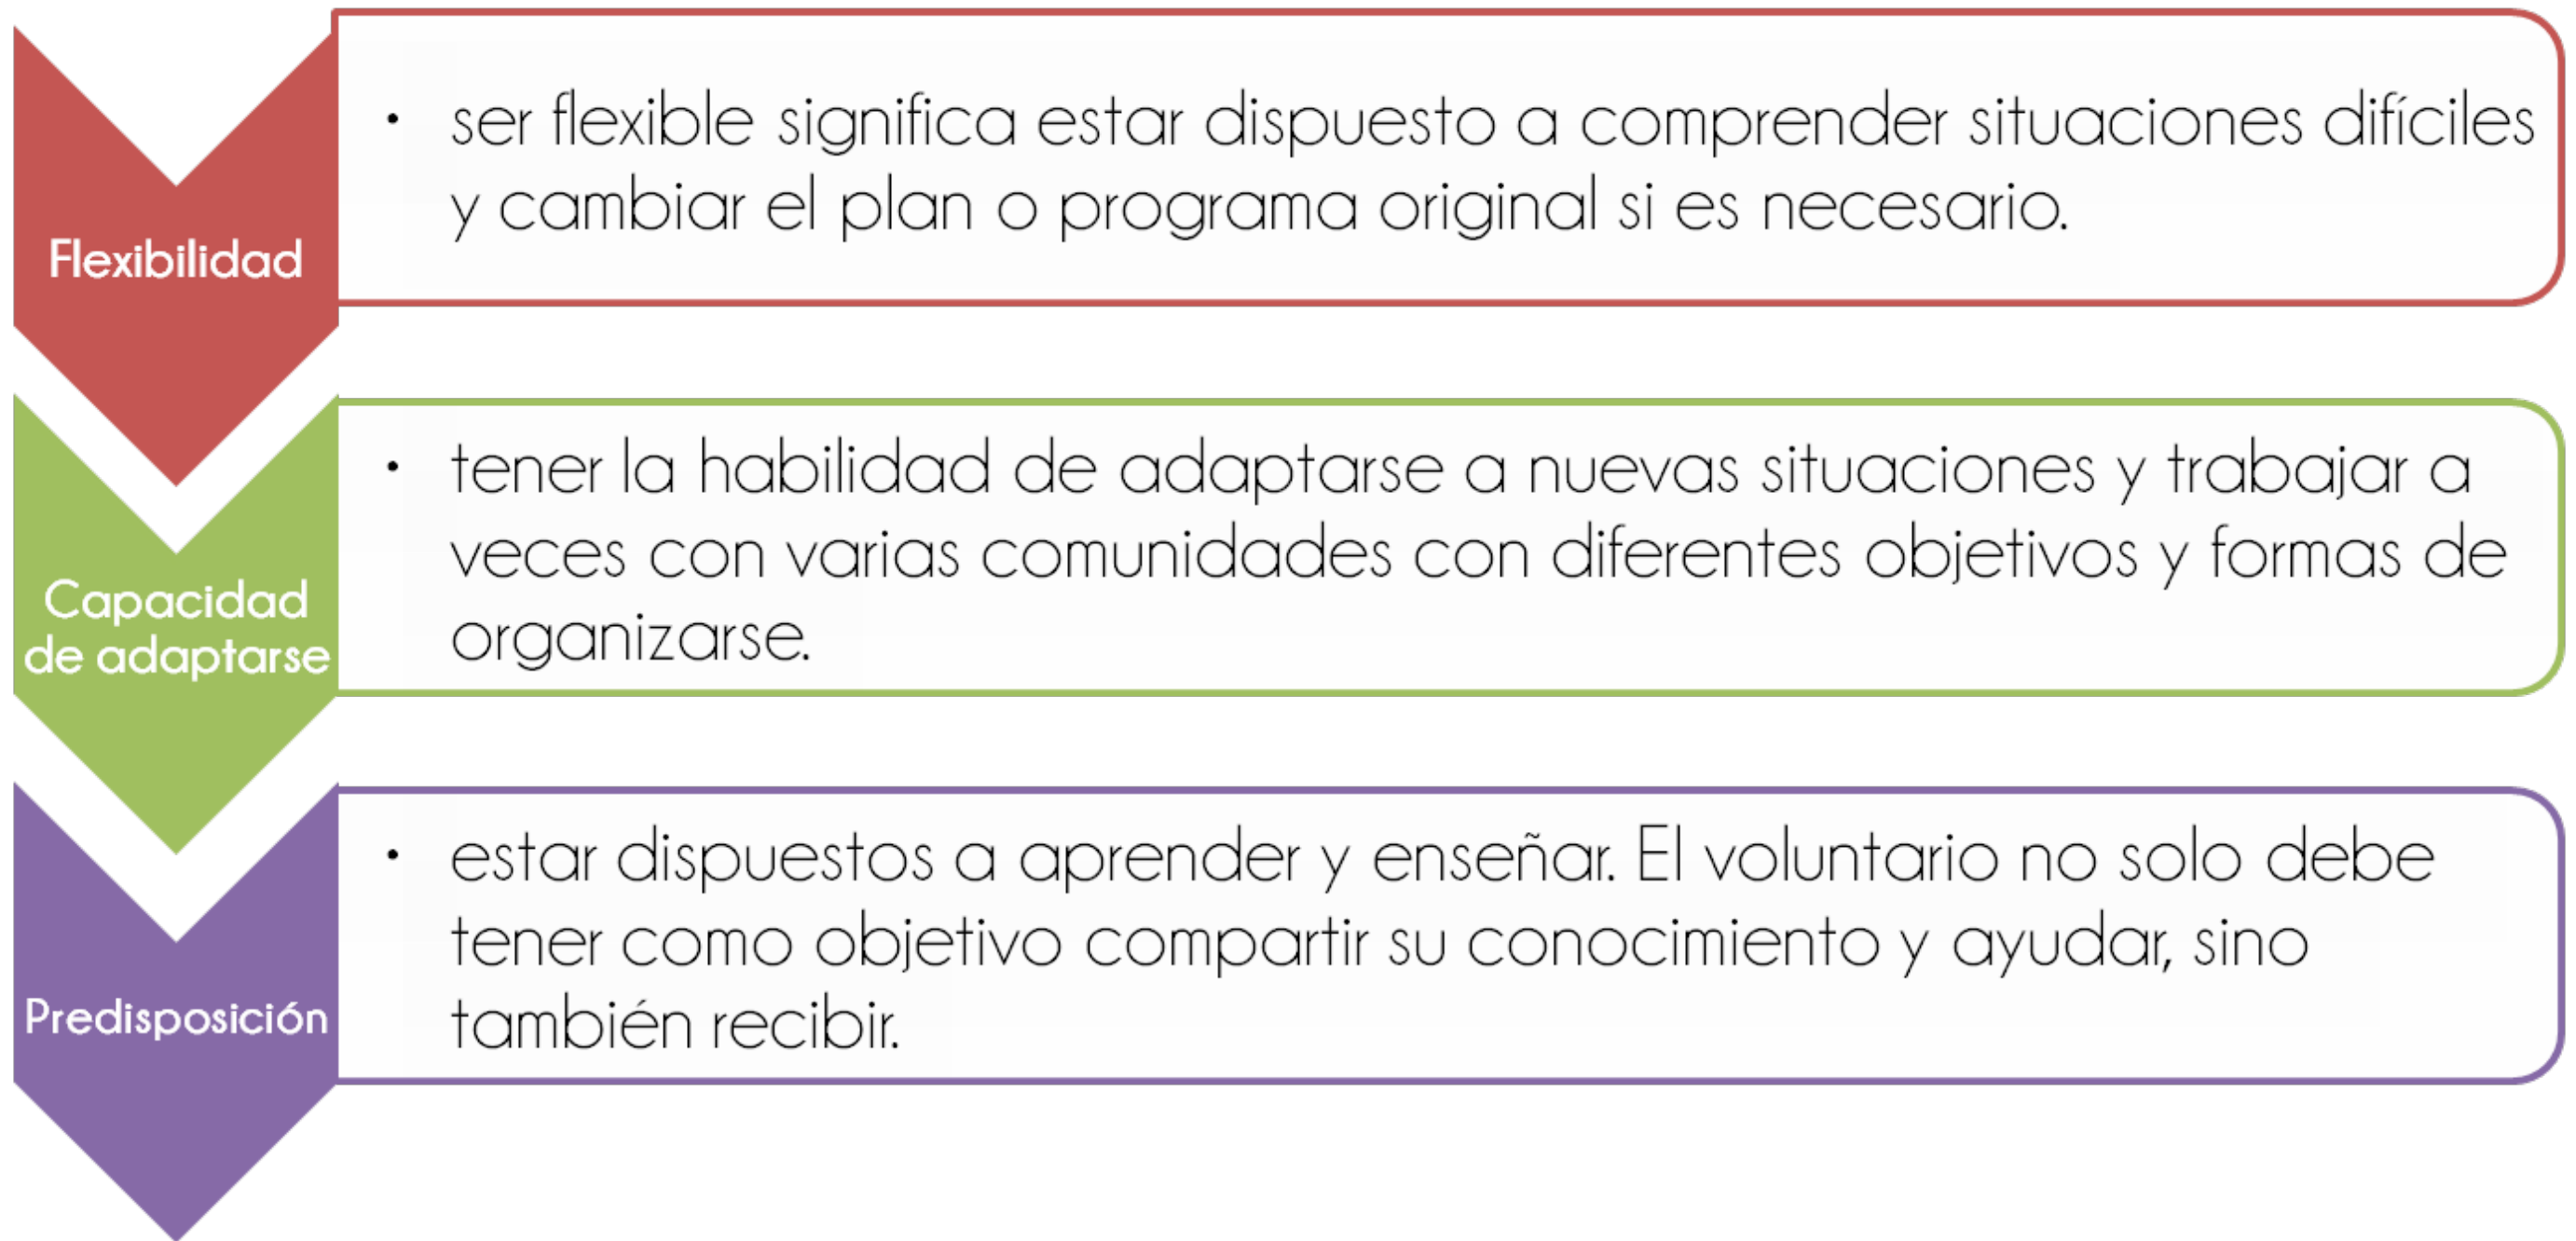 Flexibilidad
• ser flexible significa estar dispuesto a comprender situaciones difíciles
y cambiar el plan o programa original si es necesario.
Capacidad
de adaptarse
• tener la habilidad de adaptarse a nuevas situaciones y trabajar a
veces con varias comunidades con diferentes objetivos y formas de
organizarse.
Predisposición
• estar dispuestos a aprender y enseñar. El voluntario no solo debe
tener como objetivo compartir su conocimiento y ayudar, sino
también recibir.